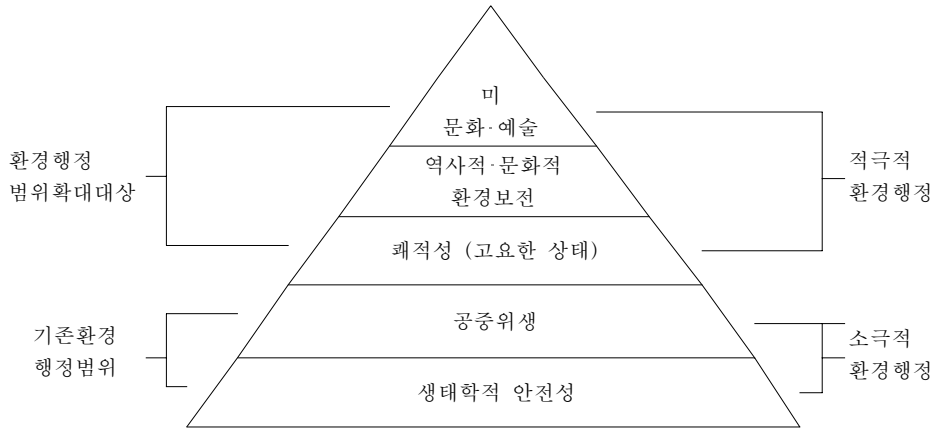 미
문화·예술
역사적·문화적
환경보전
쾌적성 (고요한 상태)
공중위생
생태학적 안전성
환경행정
범위확대대상
기존환경
행정범위
적극적
환경행정
소극적
환경행정